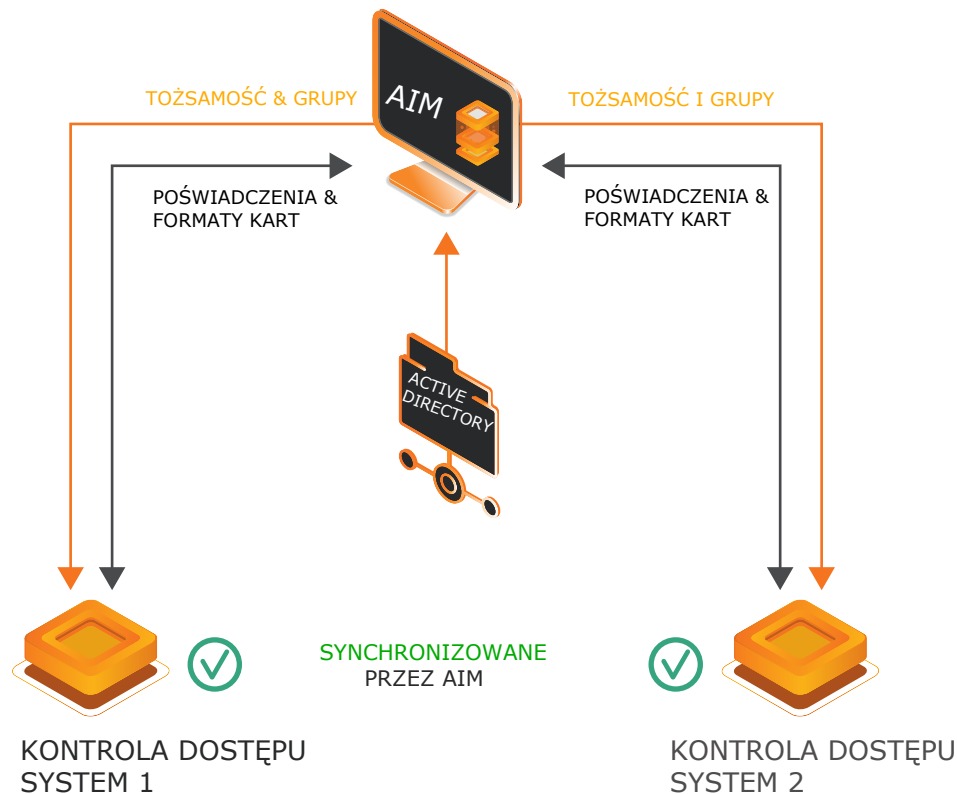 TOŻSAMOŚĆ & GRUPY
AIM
TOŻSAMOŚĆ I GRUPY
POŚWIADCZENIA &
FORMATY KART
POŚWIADCZENIA &
FORMATY KART
ACTIVE
DIRECTORY
SYNCHRONIZOWANE
PRZEZ AIM
KONTROLA DOSTĘPU
SYSTEM 1
KONTROLA DOSTĘPU
SYSTEM 2